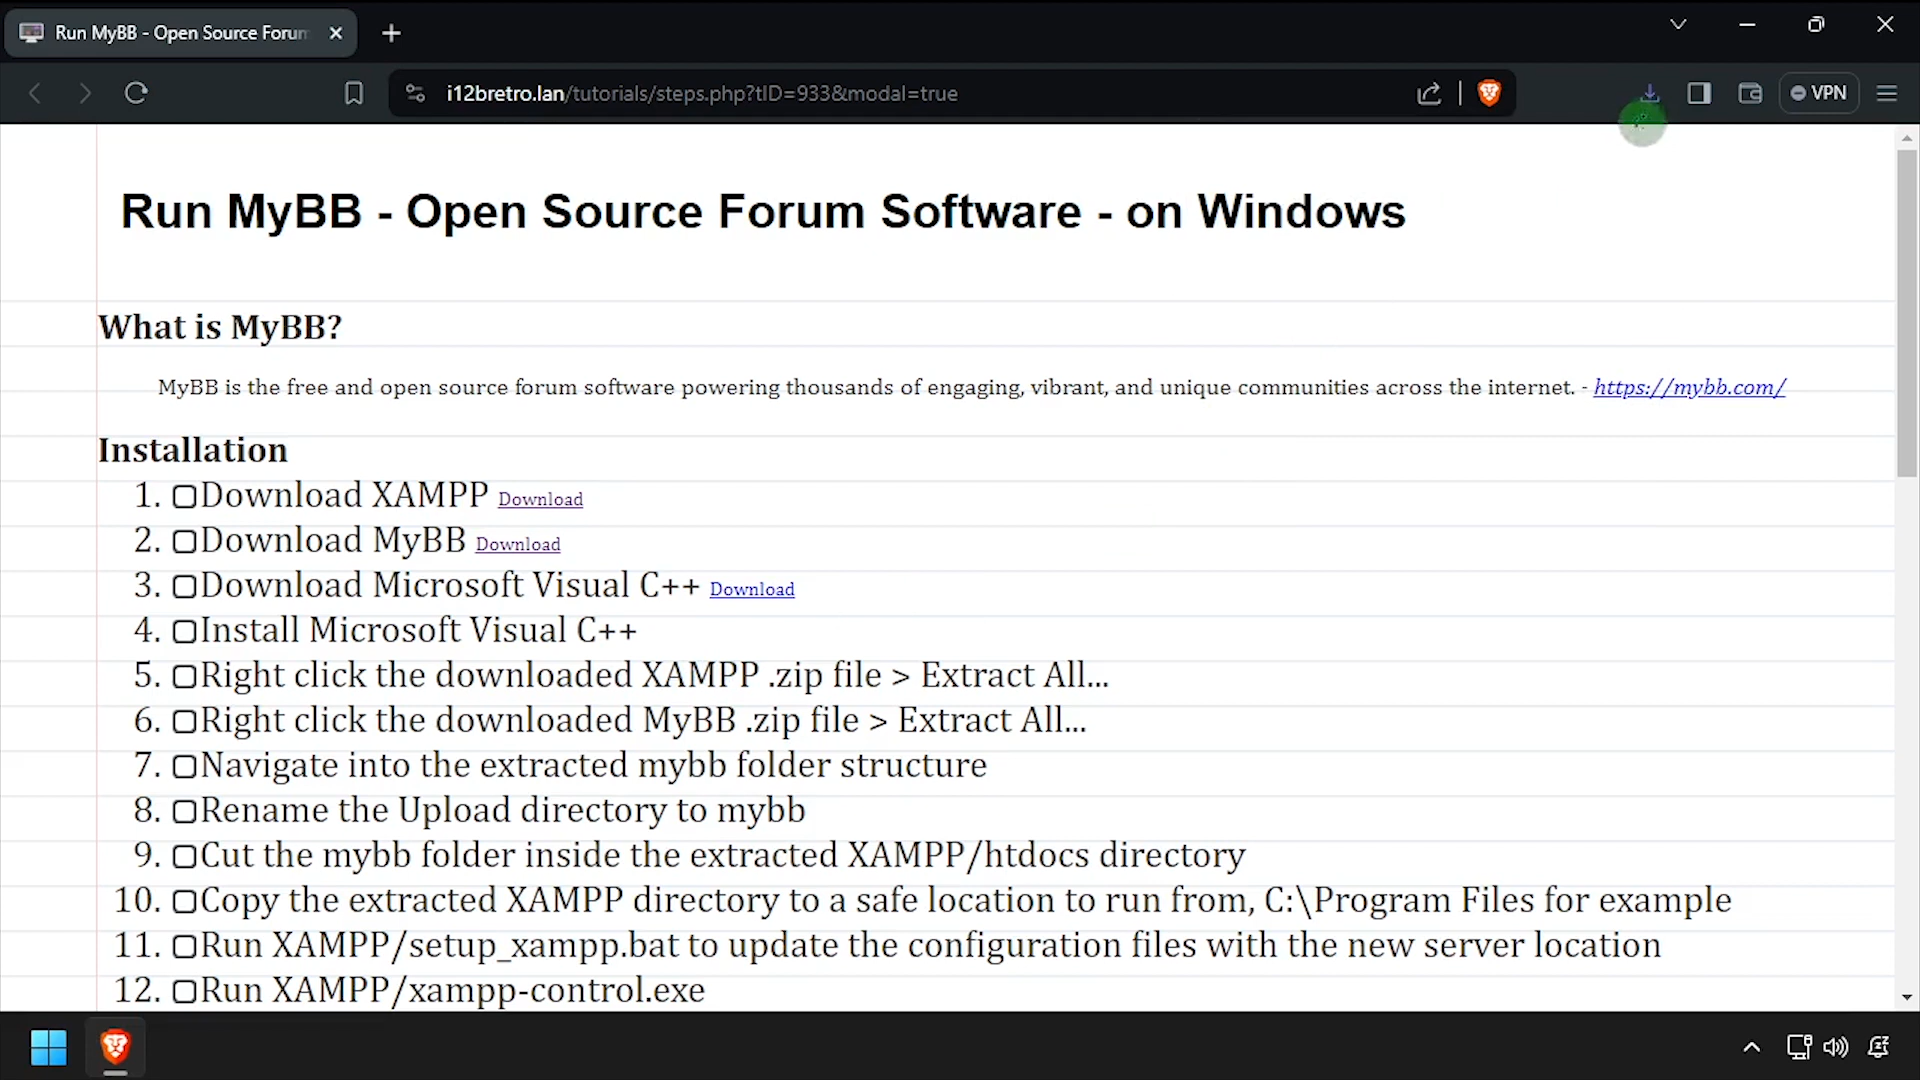 Run MyBB - Open Source Forum
i12bretro.lan/tutorials/steps.php?tID=933&modal=true
VPN
Run MyBB - Open Source Forum Software - on Windows
What is MyBB?
MyBB is the free and open source forum software powering thousands of engaging, vibrant, and unique communities across the internet. - https://mybb.com/
Installation
1. Download XAMPP Download
2. Download MyBB Download
3. Download Microsoft Visual C++ Download
4. Install Microsoft Visual C++
5. Right click the downloaded XAMPP .zip file > Extract All...
6. Right click the downloaded MyBB .zip file > Extract All...
7. Navigate into the extracted mybb folder structure
8. Rename the Upload directory to mybb
9. Cut the mybb folder inside the extracted XAMPP/htdocs directory
10. Copy the extracted XAMPP directory to a safe location to run from, C:\Program Files for example
11. Run XAMPP/setup_xampp.bat to update the configuration files with the new server location
12. Run XAMPP/xampp-control.exe